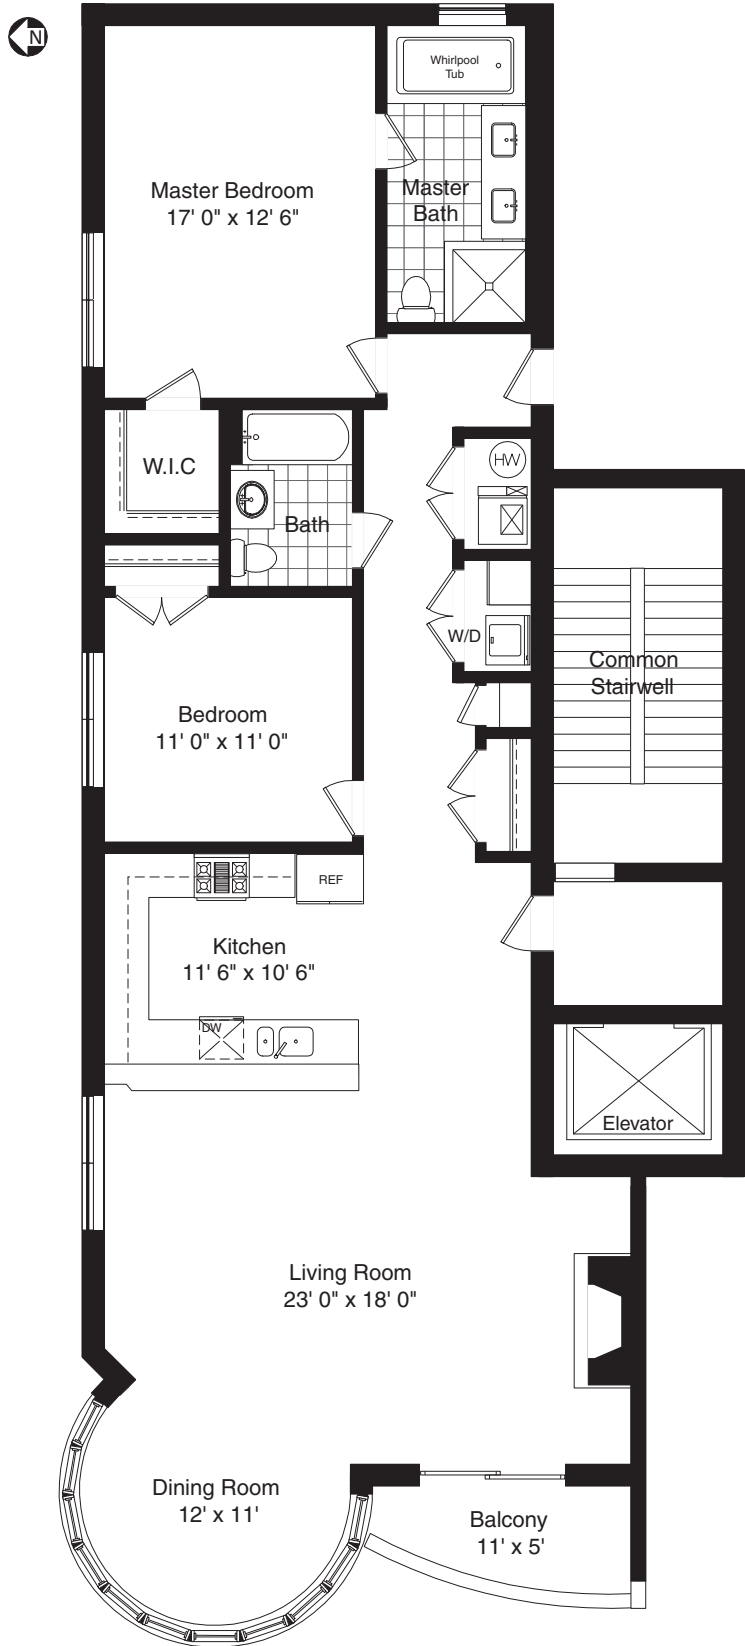 N
Whirlpool
Tub
Master Bedroom
17' 0" x 12' 6"
Master
Bath
W.I.C
HW
Bath
W/D
Common
Stairwell
Bedroom
11' 0" x 11' 0"
REF
Kitchen
11' 6" x 10' 6"
DW
Elevator
Living Room
23' 0" x 18' 0"
Dining Room
12' x 11'
Balcony
11' x 5'